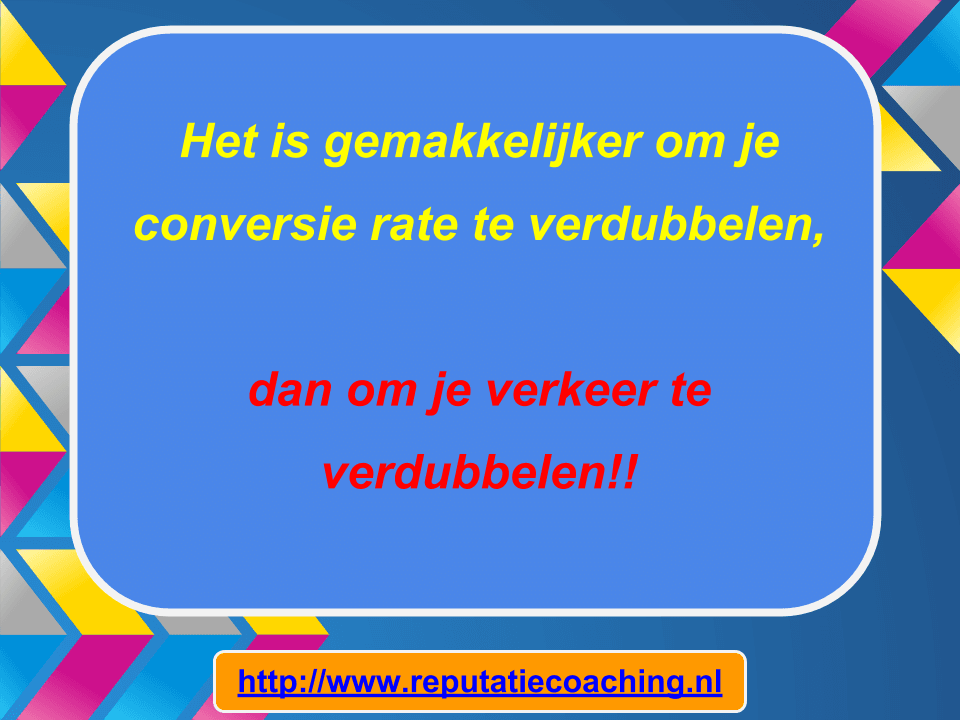 Het is gemakkelijker om je
conversie rate te verdubbelen,
dan om je verkeer te
verdubbelen!!
http://www.reputatiecoaching.nl